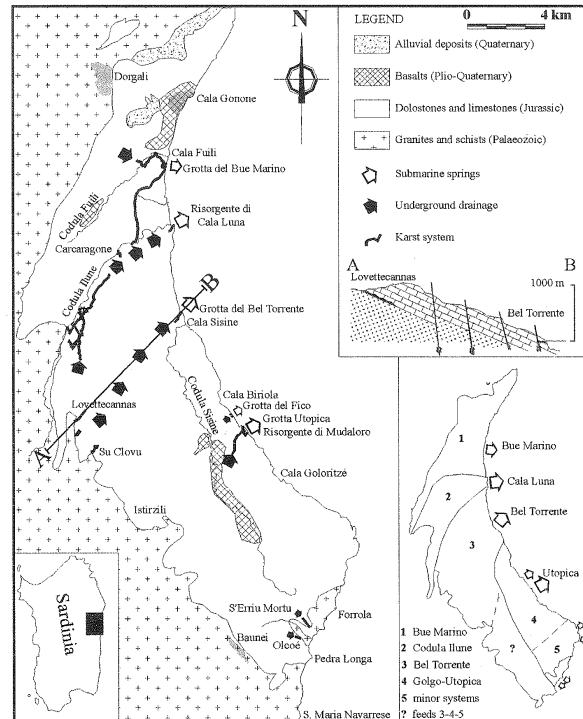 N
Dorgali
Cala Gonone
Cala Fuili
Grotta del Bue Marino
Codula Fuili
Risorgente di
Cala Luna
Carcaragone
Codula Ilune
B
Grotta del Bel Torrente
Cala Sisine
Lovettecannas
A
Su Clovu
Codula Sisine
Cala Biriola
Grotta del Fico
Grotta Utopica
Risorgente di Mudaloro
Cala Goloritzé
Istirzili
S'Erriu Mortu
Forrola
Baunei
Olcoé
Pedra Longa
S. Maria Navarrese
Sardinia
LEGEND
0 4 km
Alluvial deposits (Quaternary)
Basalts (Plio-Quaternary)
Dolostones and limestones (Jurassic)
Granites and schists (Palaeozoic)
Submarine springs
Underground drainage
Karst system
A B
Lovettecannas
1000 m
Bel Torrente
1
Bue Marino
Cala Luna
2
Bel Torrente
3
Utopica
4
? 5
1 Bue Marino
2 Codula Ilune
3 Bel Torrente
4 Golgo-Utopica
5 minor systems
? feeds 3-4-5